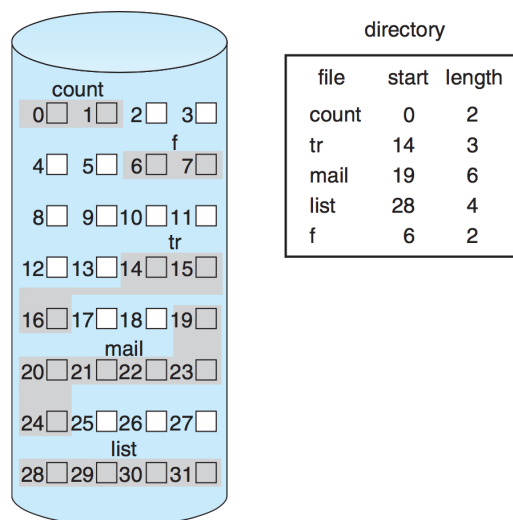 count
0 1 2 3
f
4 5 6 7
8 9 10 11
tr
12 13 14 15
16 17 18 19
mail
20 21 22 23
24 25 26 27
list
28 29 30 31
directory
file start length
count 0 2
tr 14 3
mail 19 6
list 28 4
f 6 2